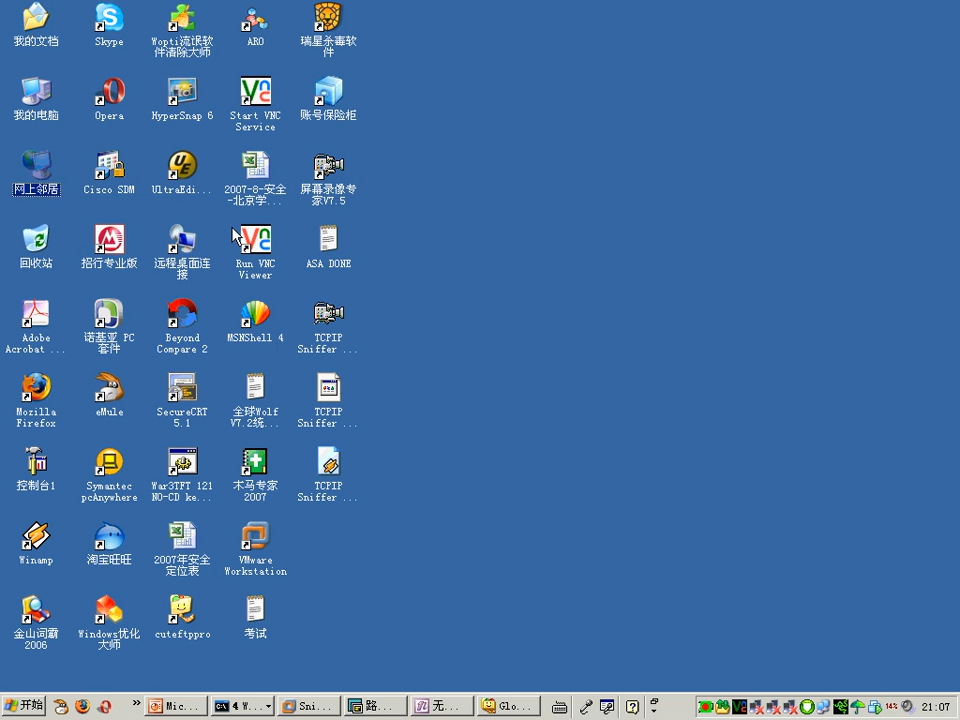 我的文档
Skype
Wopti流氓软
件清除大师
ARO
瑞星杀毒软
件
我的电脑
Opera
HyperSnap 6
Start VNC
Service
账号保险柜
网上邻居
Cisco SDM
UltraEdi...
2007-8-安全
-北京学...
屏幕录像专
家V7.5
回收站
招行专业版
远程桌面连
接
Run VNC
Viewer
ASA DONE
Adobe
Acrobat ...
诺基亚 PC
套件
Beyond
Compare 2
MSNShell 4
TCPIP
Sniffer ...
Mozilla
Firefox
eMule
SecureCRT
5.1
全球Wolf
V7.2统...
TCPIP
Sniffer ...
控制台1
Symantec
pcAnywhere
War3TFT 121
NO-CD ke...
木马专家
2007
TCPIP
Sniffer ...
Winamp
淘宝旺旺
2007年安全
定位表
VMware
Workstation
金山词霸
2006
Windows优化
大师
cuteftppro
考试
开始
Mic...
4 W...
Sni...
路...
无...
Glo...
14%
21:07